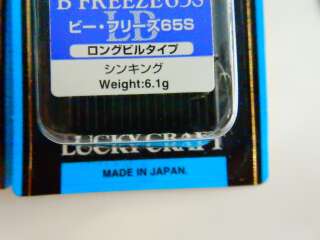 B FREEZE65S
LB
ビー・フリーズ65S
ロングビルタイプ
シンキング
Weight:6.1g
LUCKY CRAFT
MADE IN JAPAN.